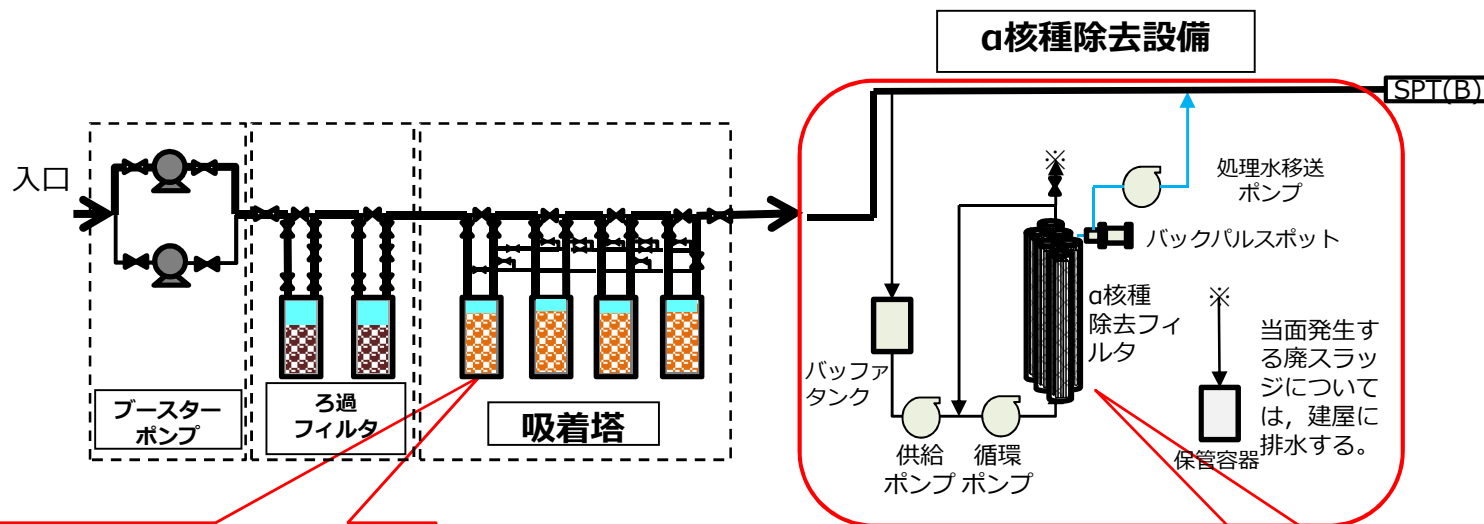 α核種除去設備
SPT(B)
入口
※
処理水移送
ポンプ
バックパルスポット
α核種
除去フィ
ルタ
※
当面発生す
る廃スラッ
ジについて
は，建屋に
排水する。
バッファ
タンク
ブースター
ポンプ
ろ過
フィルタ
吸着塔
供給
ポンプ
循環
ポンプ
保管容器